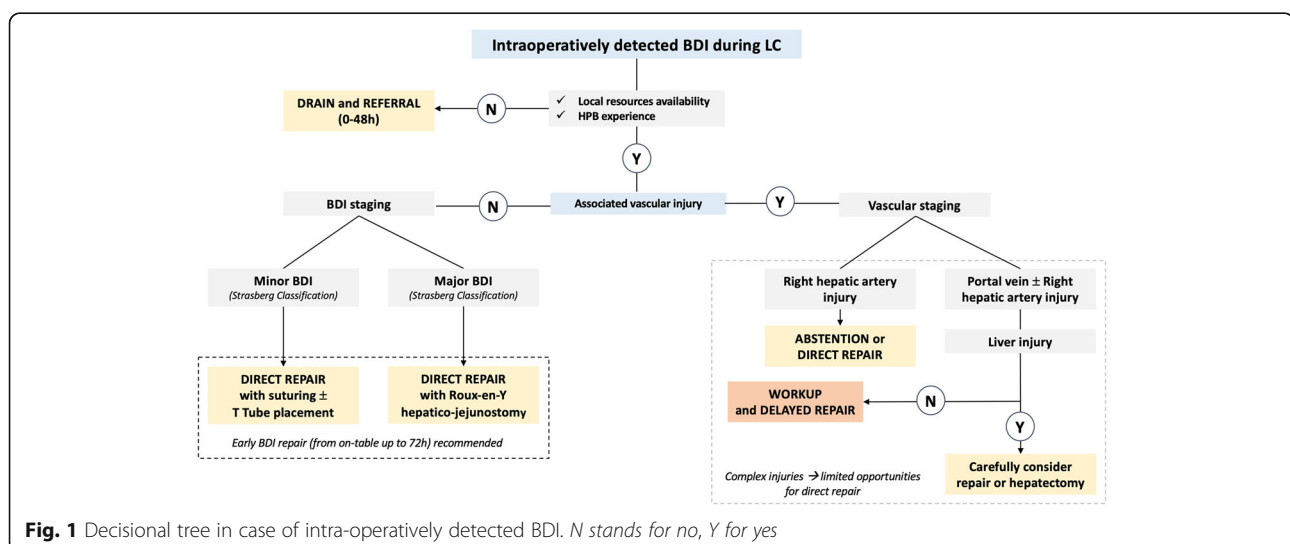 Intraoperatively detected BDI during LC
DRAIN and REFERRAL
(0-48h)
N
✓ Local resources availability
✓ HPB experience
Y
BDI staging
N
Associated vascular injury
Y
Vascular staging
Minor BDI
(Strasberg Classification)
Major BDI
(Strasberg Classification)
Right hepatic artery
injury
Portal vein ± Right
hepatic artery injury
ABSTENTION or
DIRECT REPAIR
Liver injury
DIRECT REPAIR
with suturing ±
T Tube placement
DIRECT REPAIR
with Roux-en-Y
hepatico-jejunostomy
WORKUP
and DELAYED REPAIR
N
Y
Early BDI repair (from on-table up to 72h) recommended
Complex injuries → limited opportunities
for direct repair
Carefully consider
repair or hepatectomy
Fig. 1 Decisional tree in case of intra-operatively detected BDI. N stands for no, Y for yes